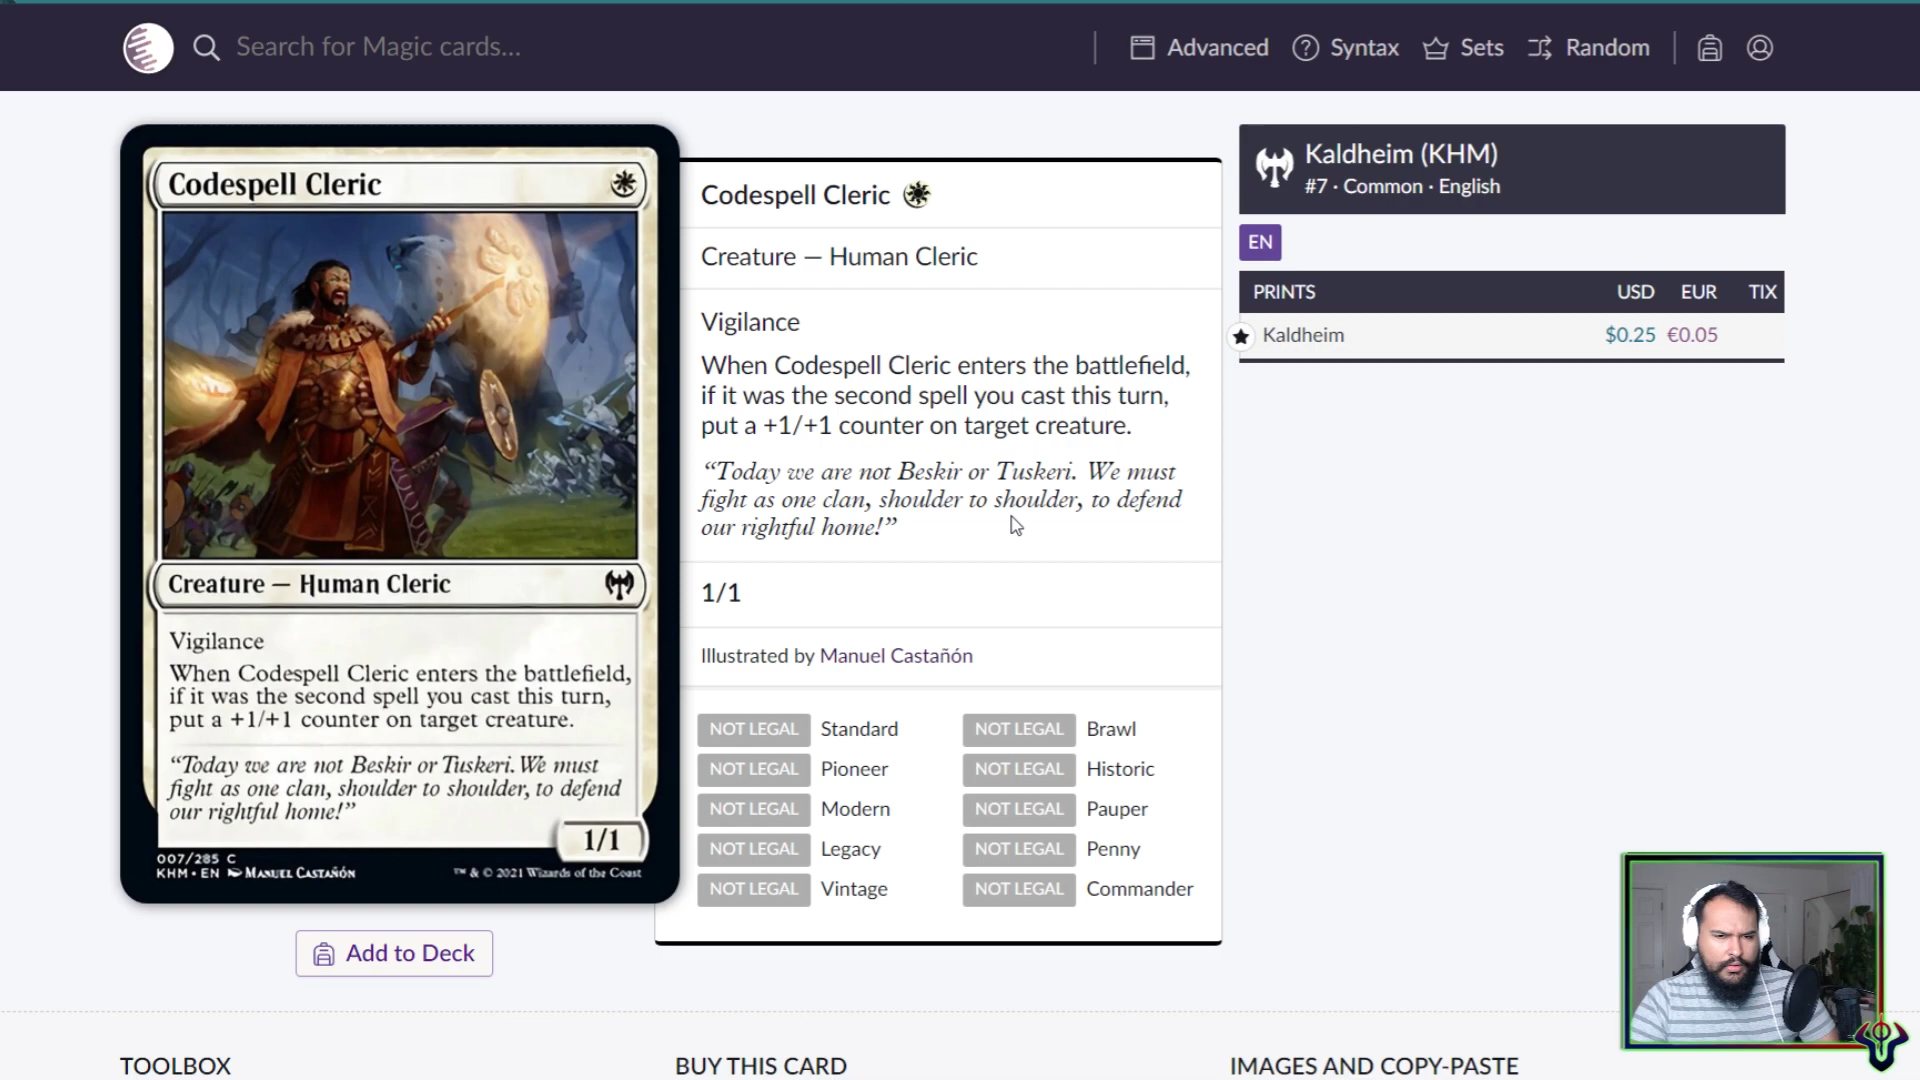 Search for Magic cards...
Advanced
Syntax
Sets
Random
Codespell Cleric
Creature — Human Cleric
Vigilance
When Codespell Cleric enters the battlefield,
if it was the second spell you cast this turn,
put a +1/+1 counter on target creature.
“Today we are not Beskir or Tuskeri. We must
fight as one clan, shoulder to shoulder, to defend
our rightful home!”
1/1
007/285 C
KHM • EN Manuel Castañón
™ & © 2021 Wizards of the Coast
Add to Deck
Codespell Cleric
Creature — Human Cleric
Vigilance
When Codespell Cleric enters the battlefield,
if it was the second spell you cast this turn,
put a +1/+1 counter on target creature.
“Today we are not Beskir or Tuskeri. We must
fight as one clan, shoulder to shoulder, to defend
our rightful home!”
1/1
Illustrated by Manuel Castañón
NOT LEGAL Standard NOT LEGAL Brawl
NOT LEGAL Pioneer NOT LEGAL Historic
NOT LEGAL Modern NOT LEGAL Pauper
NOT LEGAL Legacy NOT LEGAL Penny
NOT LEGAL Vintage NOT LEGAL Commander
Kaldheim (KHM)
#7 · Common · English
EN
PRINTS USD EUR TIX
Kaldheim $0.25 €0.05
TOOLBOX
BUY THIS CARD
IMAGES AND COPY-PASTE